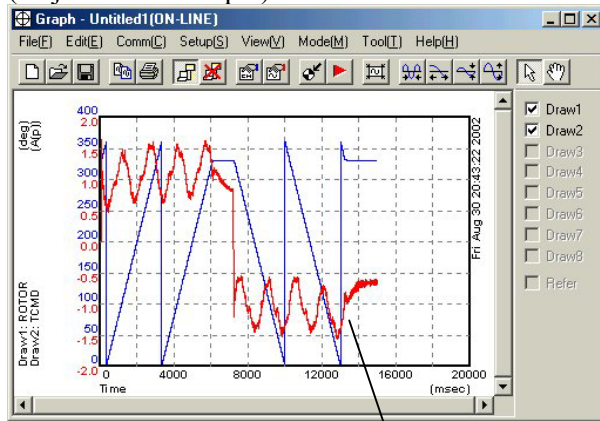 Graph - Untitled1(ON-LINE)
File(F) Edit(E) Comm(C) Setup(S) View(V) Mode(M) Tool(T) Help(H)
(deg)
(A(p))
400
2.0
350
1.5
300
1.0
250
0.5
200
0.0
150
-0.5
100
-1.0
50
-1.5
0
-2.0
Draw1: ROTOR
Draw2: TCMD
0 4000 8000 12000 16000 20000
Time (msec)
Fri Aug 30 20:43:22 2002
Draw1
Draw2
Draw3
Draw4
Draw5
Draw6
Draw7
Draw8
Refer